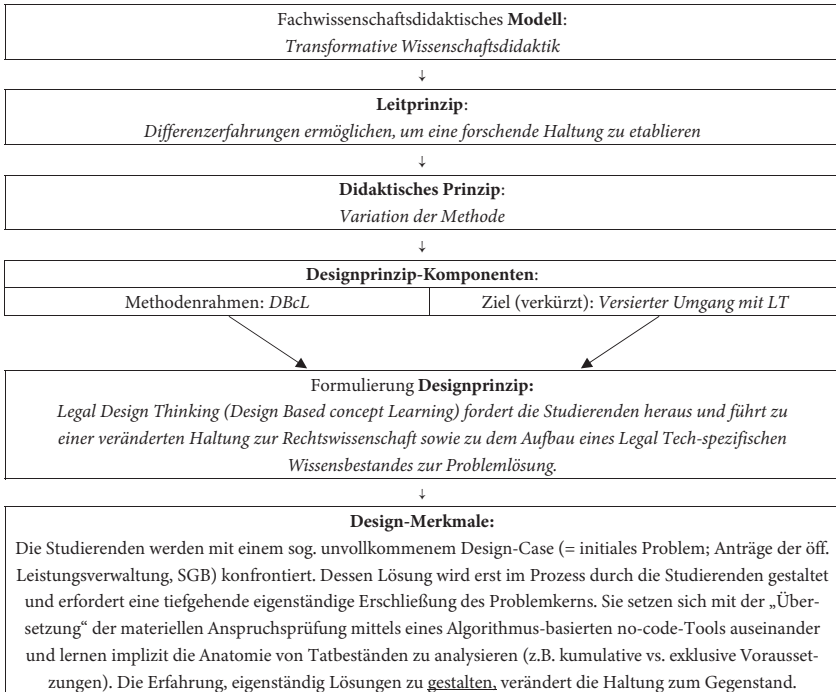 Fachwissenschaftsdidaktisches Modell:
Transformative Wissenschaftsdidaktik
↓
Leitprinzip:
Differenzerfahrungen ermöglichen, um eine forschende Haltung zu etablieren
↓
Didaktisches Prinzip:
Variation der Methode
↓
Designprinzip-Komponenten:
Methodenrahmen: DBcL
Ziel (verkürzt): Versierter Umgang mit LT
Formulierung Designprinzip:
Legal Design Thinking (Design Based concept Learning) fordert die Studierenden heraus und führt zu
einer veränderten Haltung zur Rechtswissenschaft sowie zu dem Aufbau eines Legal Tech-spezifischen
Wissensbestandes zur Problemlösung.
↓
Design-Merkmale:
Die Studierenden werden mit einem sog. unvollkommenem Design-Case (= initiales Problem; Anträge der öff.
Leistungsverwaltung, SGB) konfrontiert. Dessen Lösung wird erst im Prozess durch die Studierenden gestaltet
und erfordert eine tiefgehende eigenständige Erschließung des Problemkerns. Sie setzen sich mit der „Über-
setzung“ der materiellen Anspruchsprüfung mittels eines Algorithmus-basierten no-code-Tools auseinander
und lernen implizit die Anatomie von Tatbeständen zu analysieren (z.B. kumulative vs. exklusive Vorausset-
zungen). Die Erfahrung, eigenständig Lösungen zu gestalten, verändert die Haltung zum Gegenstand.